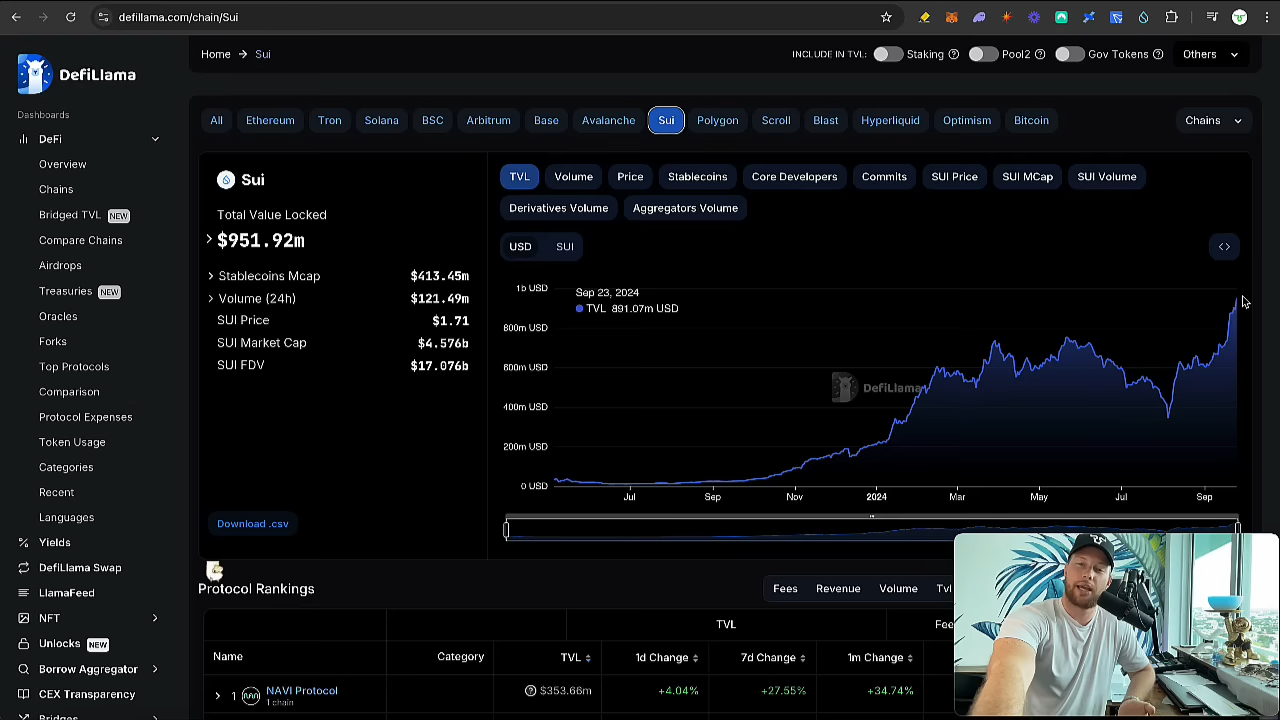 defillama.com/chain/Sui
DefiLlama
Dashboards
DeFi
Overview
Chains
Bridged TVL NEW
Compare Chains
Airdrops
Treasuries NEW
Oracles
Forks
Top Protocols
Comparison
Protocol Expenses
Token Usage
Categories
Recent
Languages
Yields
DefiLlama Swap
LlamaFeed
NFT
Unlocks NEW
Borrow Aggregator
CEX Transparency
Bridges
Home → Sui
INCLUDE IN TVL: Staking Pool2 Gov Tokens Others
All Ethereum Tron Solana BSC Arbitrum Base Avalanche Sui Polygon Scroll Blast Hyperliquid Optimism Bitcoin Chains
Sui
Total Value Locked
$951.92m
Stablecoins Mcap $413.45m
Volume (24h) $121.49m
SUI Price $1.71
SUI Market Cap $4.576b
SUI FDV $17.076b
Download .csv
TVL Volume Price Stablecoins Core Developers Commits SUI Price SUI MCap SUI Volume
Derivatives Volume Aggregators Volume
USD SUI
1b USD
Sep 23, 2024
TVL 891.07m USD
800m USD
600m USD
DefiLlama
400m USD
200m USD
0 USD
Jul Sep Nov 2024 Mar May Jul Sep
Protocol Rankings
Fees Revenue Volume Tvl
TVL Fee
Name Category TVL 1d Change 7d Change 1m Change
1 NAVI Protocol $353.66m +4.04% +27.55% +34.74%
1 chain